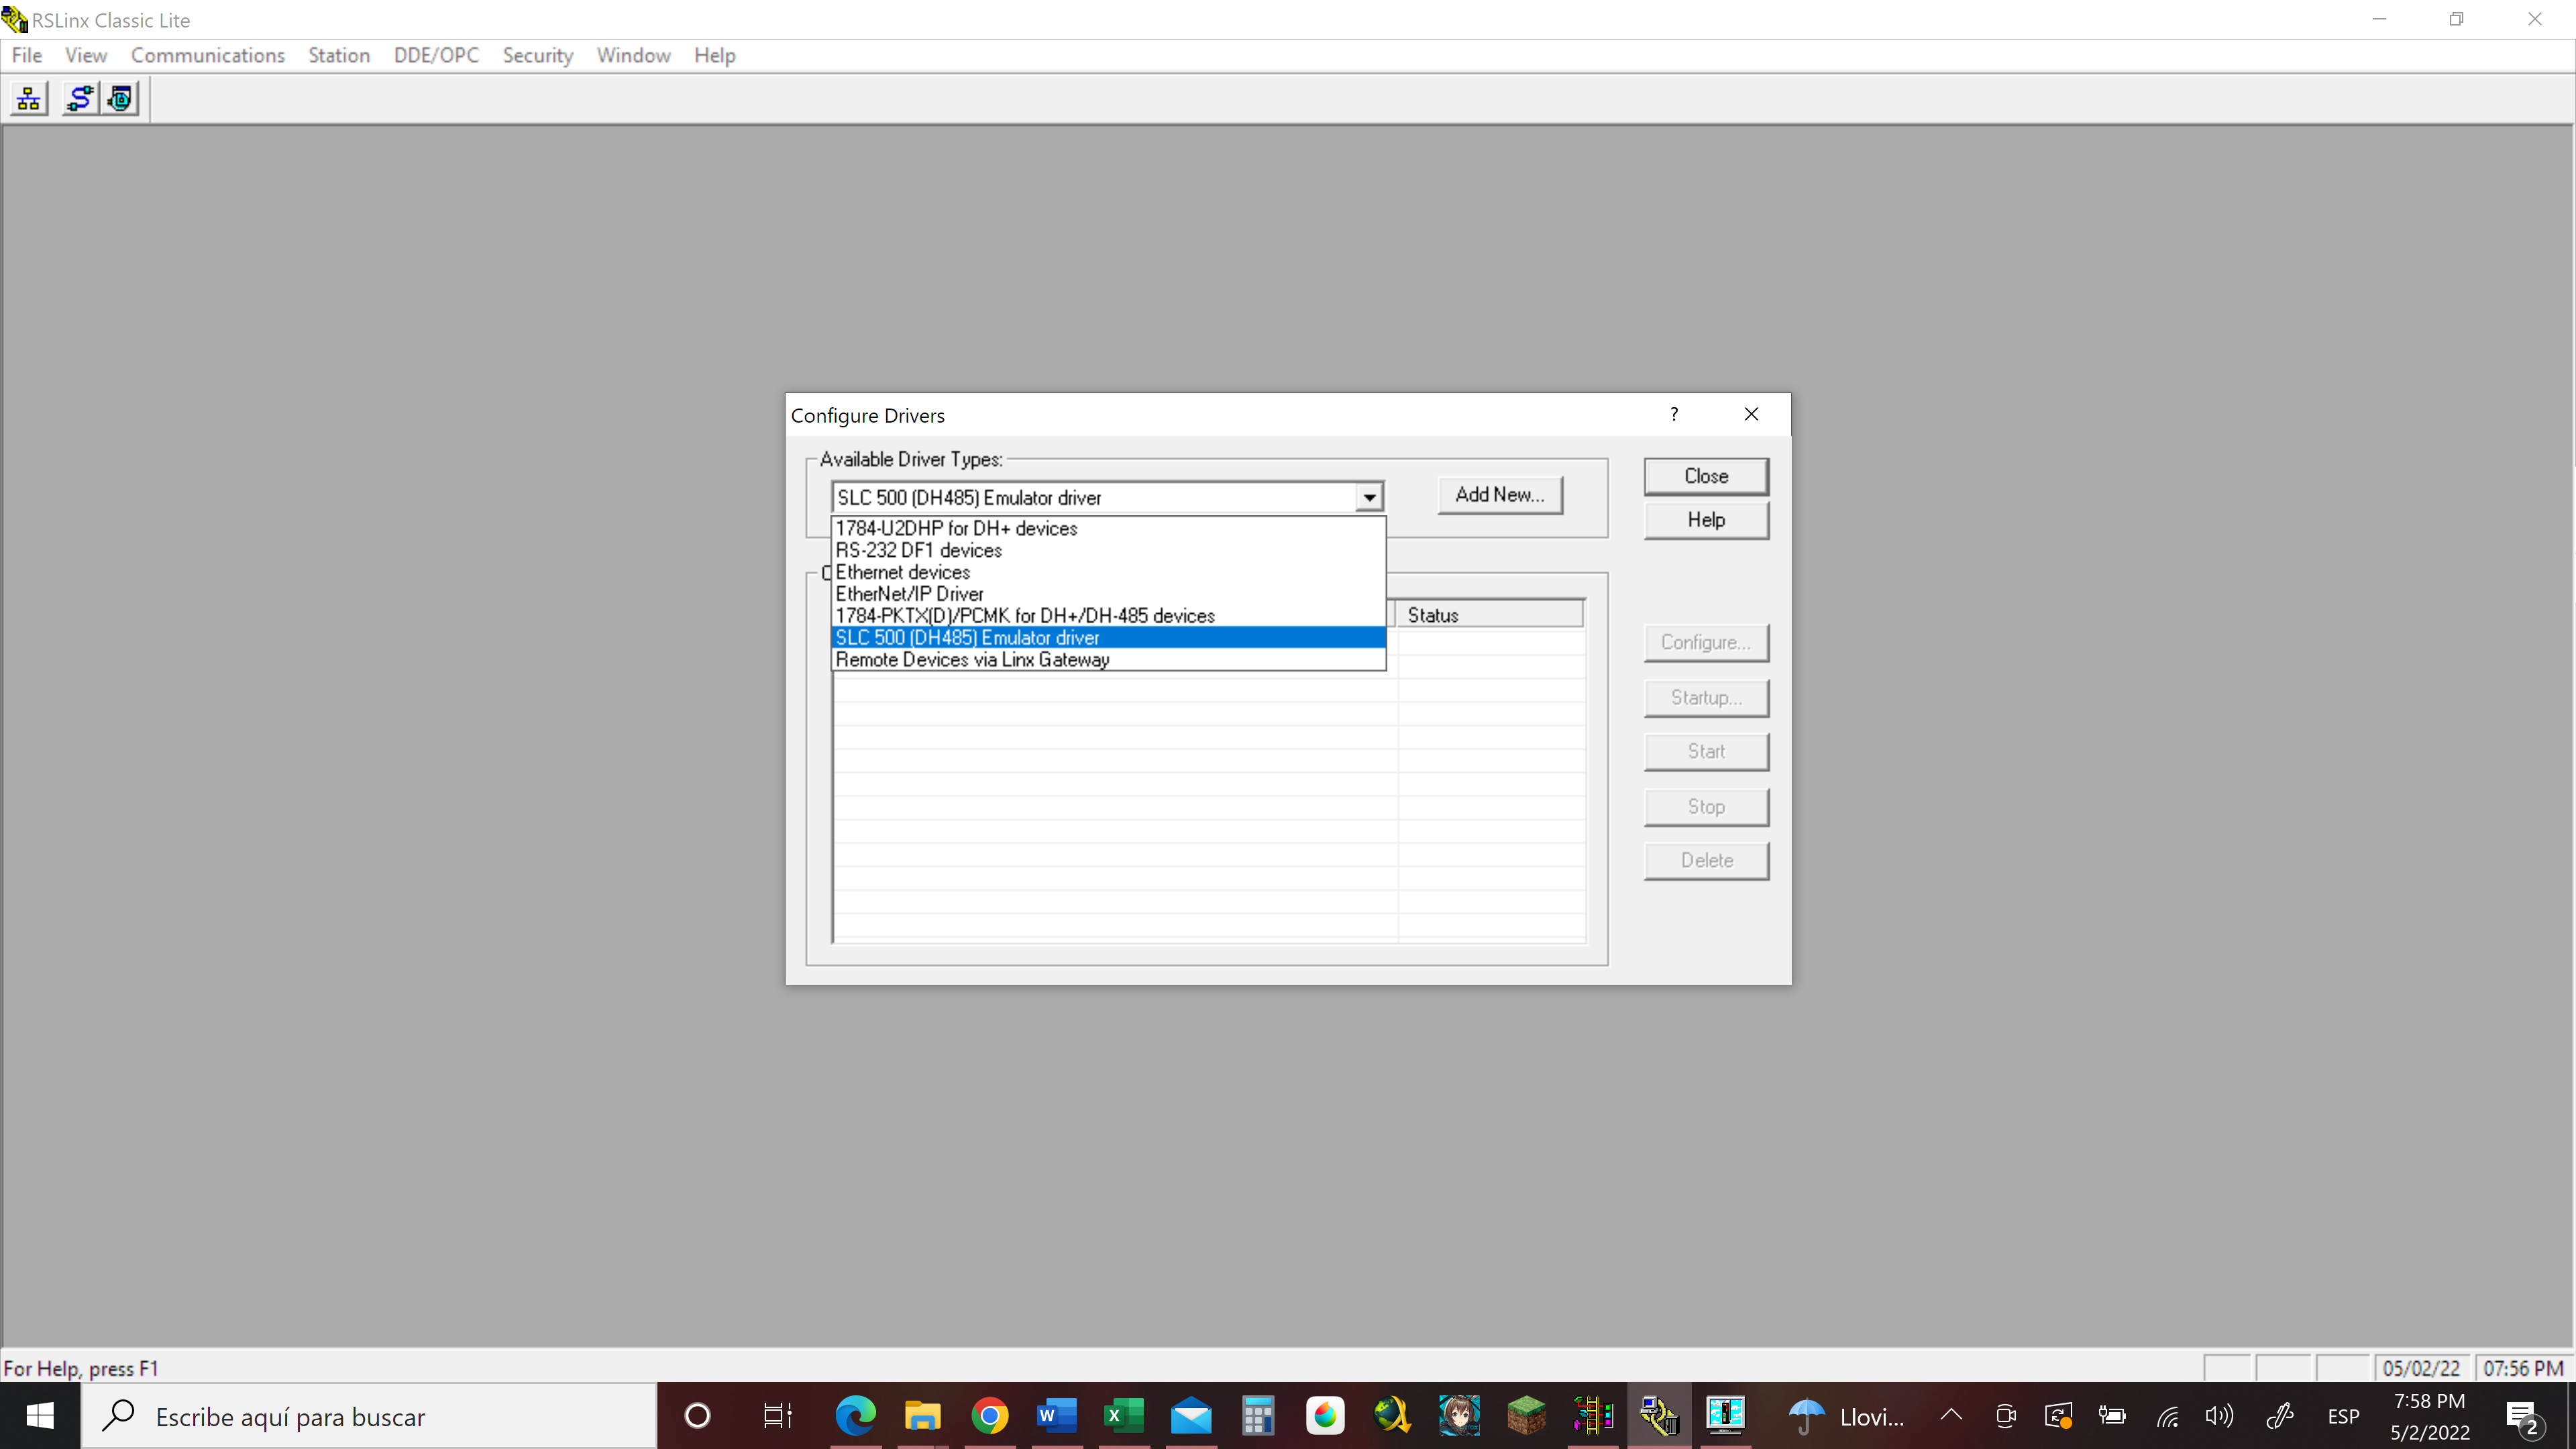 RSLinx Classic Lite
File View Communications Station DDE/OPC Security Window Help
Configure Drivers
?
Available Driver Types:
SLC 500 (DH485) Emulator driver
Add New...
Close
Help
1784-U2DHP for DH+ devices
RS-232 DF1 devices
Ethernet devices
EtherNet/IP Driver
1784-PKTX(D)/PCMK for DH+/DH-485 devices
SLC 500 (DH485) Emulator driver
Remote Devices via Linx Gateway
Status
Configure...
Startup...
Start
Stop
Delete
For Help, press F1
05/02/22 07:56 PM
Escribe aquí para buscar
Llovi...
ESP
7:58 PM
5/2/2022
2